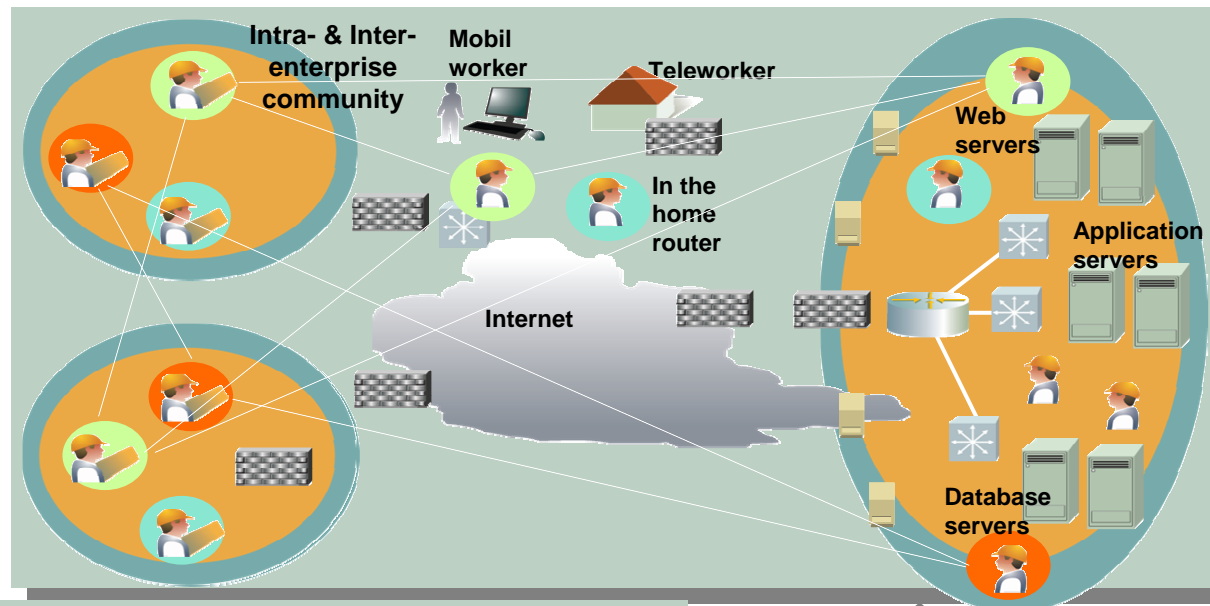 Intra- & Inter-
enterprise
community
Mobil
worker
Teleworker
In the
home
router
Internet
Web
servers
Application
servers
Database
servers